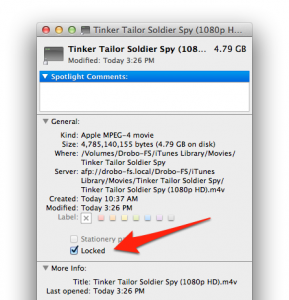 Tinker Tailor Soldier Spy (1080p H...
Tinker Tailor Soldier Spy (108... 4.79 GB
Modified: Today 3:26 PM
Spotlight Comments:
General:
Kind: Apple MPEG-4 movie
Size: 4,785,140,155 bytes (4.79 GB on disk)
Where: /Volumes/Drobo-FS/iTunes Library/Movies/
Tinker Tailor Soldier Spy
Server: afp://drobo-fs.local/Drobo-FS/iTunes
Library/Movies/Tinker Tailor Soldier Spy/
Tinker Tailor Soldier Spy (1080p HD).m4v
Created: Today 10:37 AM
Modified: Today 3:26 PM
Label:
Stationery
Locked
More Info:
Title: Tinker Tailor Soldier Spy (1080p HD).m4v
Last opened: Today 3:26 PM